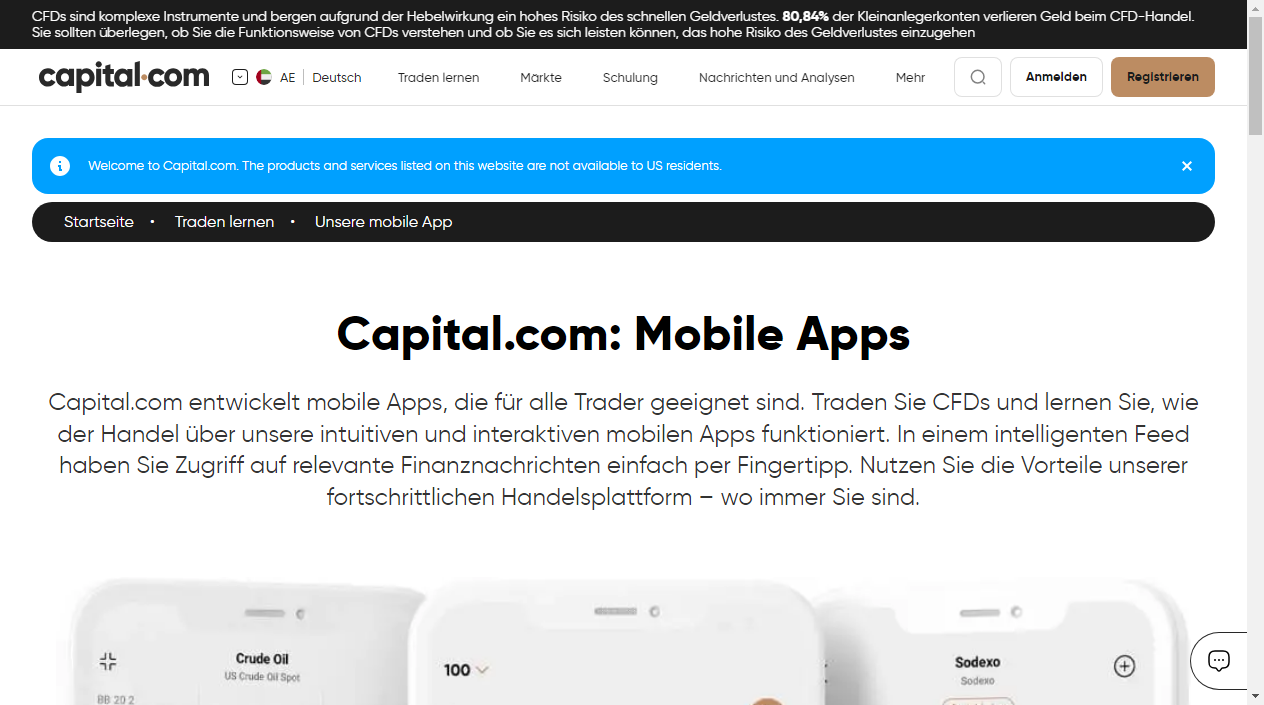 CFDs sind komplexe Instrumente und bergen aufgrund der Hebelwirkung ein hohes Risiko des schnellen Geldverlustes. 80,84% der Kleinanlegerkonten verlieren Geld beim CFD-Handel.
Sie sollten überlegen, ob Sie die Funktionsweise von CFDs verstehen und ob Sie es sich leisten können, das hohe Risiko des Geldverlustes einzugehen
capital.com AE Deutsch Traden lernen Märkte Schulung Nachrichten und Analysen Mehr Anmelden Registrieren
Welcome to Capital.com. The products and services listed on this website are not available to US residents.
Startseite • Traden lernen • Unsere mobile App
Capital.com: Mobile Apps
Capital.com entwickelt mobile Apps, die für alle Trader geeignet sind. Traden Sie CFDs und lernen Sie, wie
der Handel über unsere intuitiven und interaktiven mobilen Apps funktioniert. In einem intelligenten Feed
haben Sie Zugriff auf relevante Finanznachrichten einfach per Fingertipp. Nutzen Sie die Vorteile unserer
fortschrittlichen Handelsplattform – wo immer Sie sind.
Crude Oil
US Crude Oil Spot
BB 20 2
100
Sodexo
Sodexo